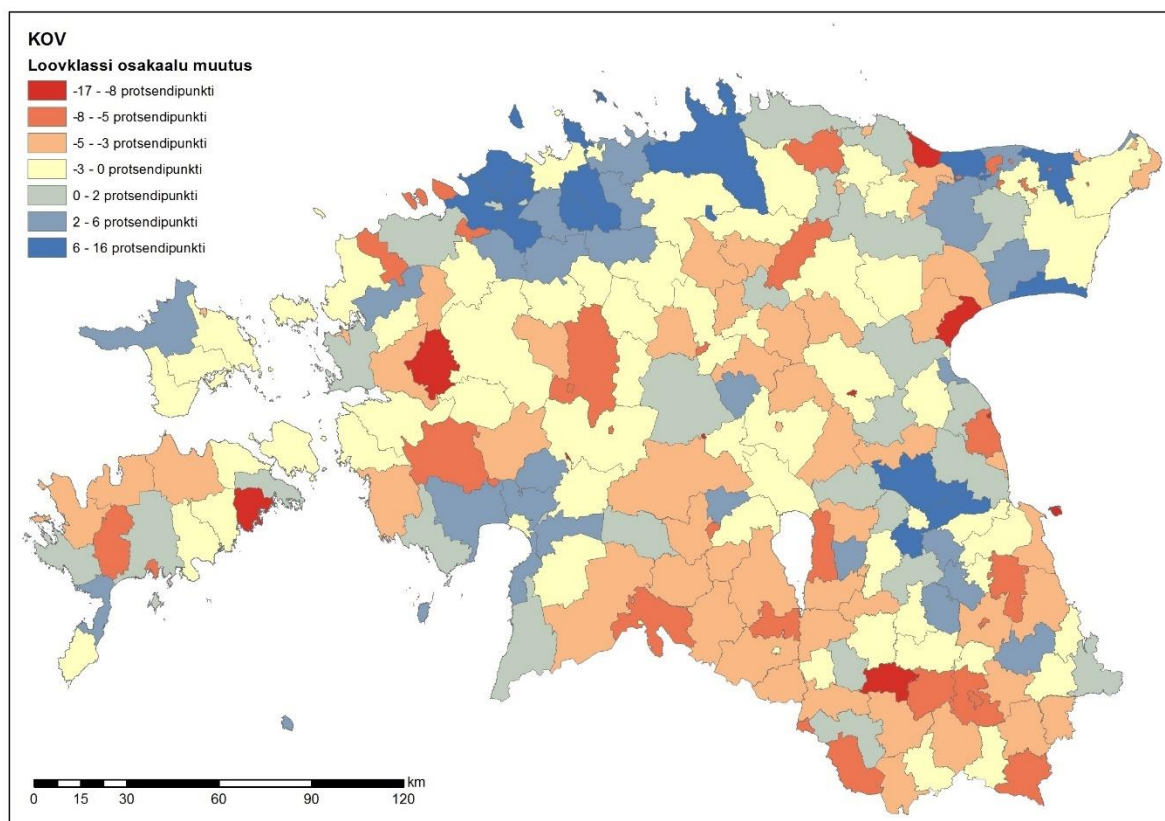 KOV
Loovklassi osakaalu muutus
-17 - -8 protsendipunkti
-8 - -5 protsendipunkti
-5 - -3 protsendipunkti
-3 - 0 protsendipunkti
0 - 2 protsendipunkti
2 - 6 protsendipunkti
6 - 16 protsendipunkti
km
0 15 30 60 90 120